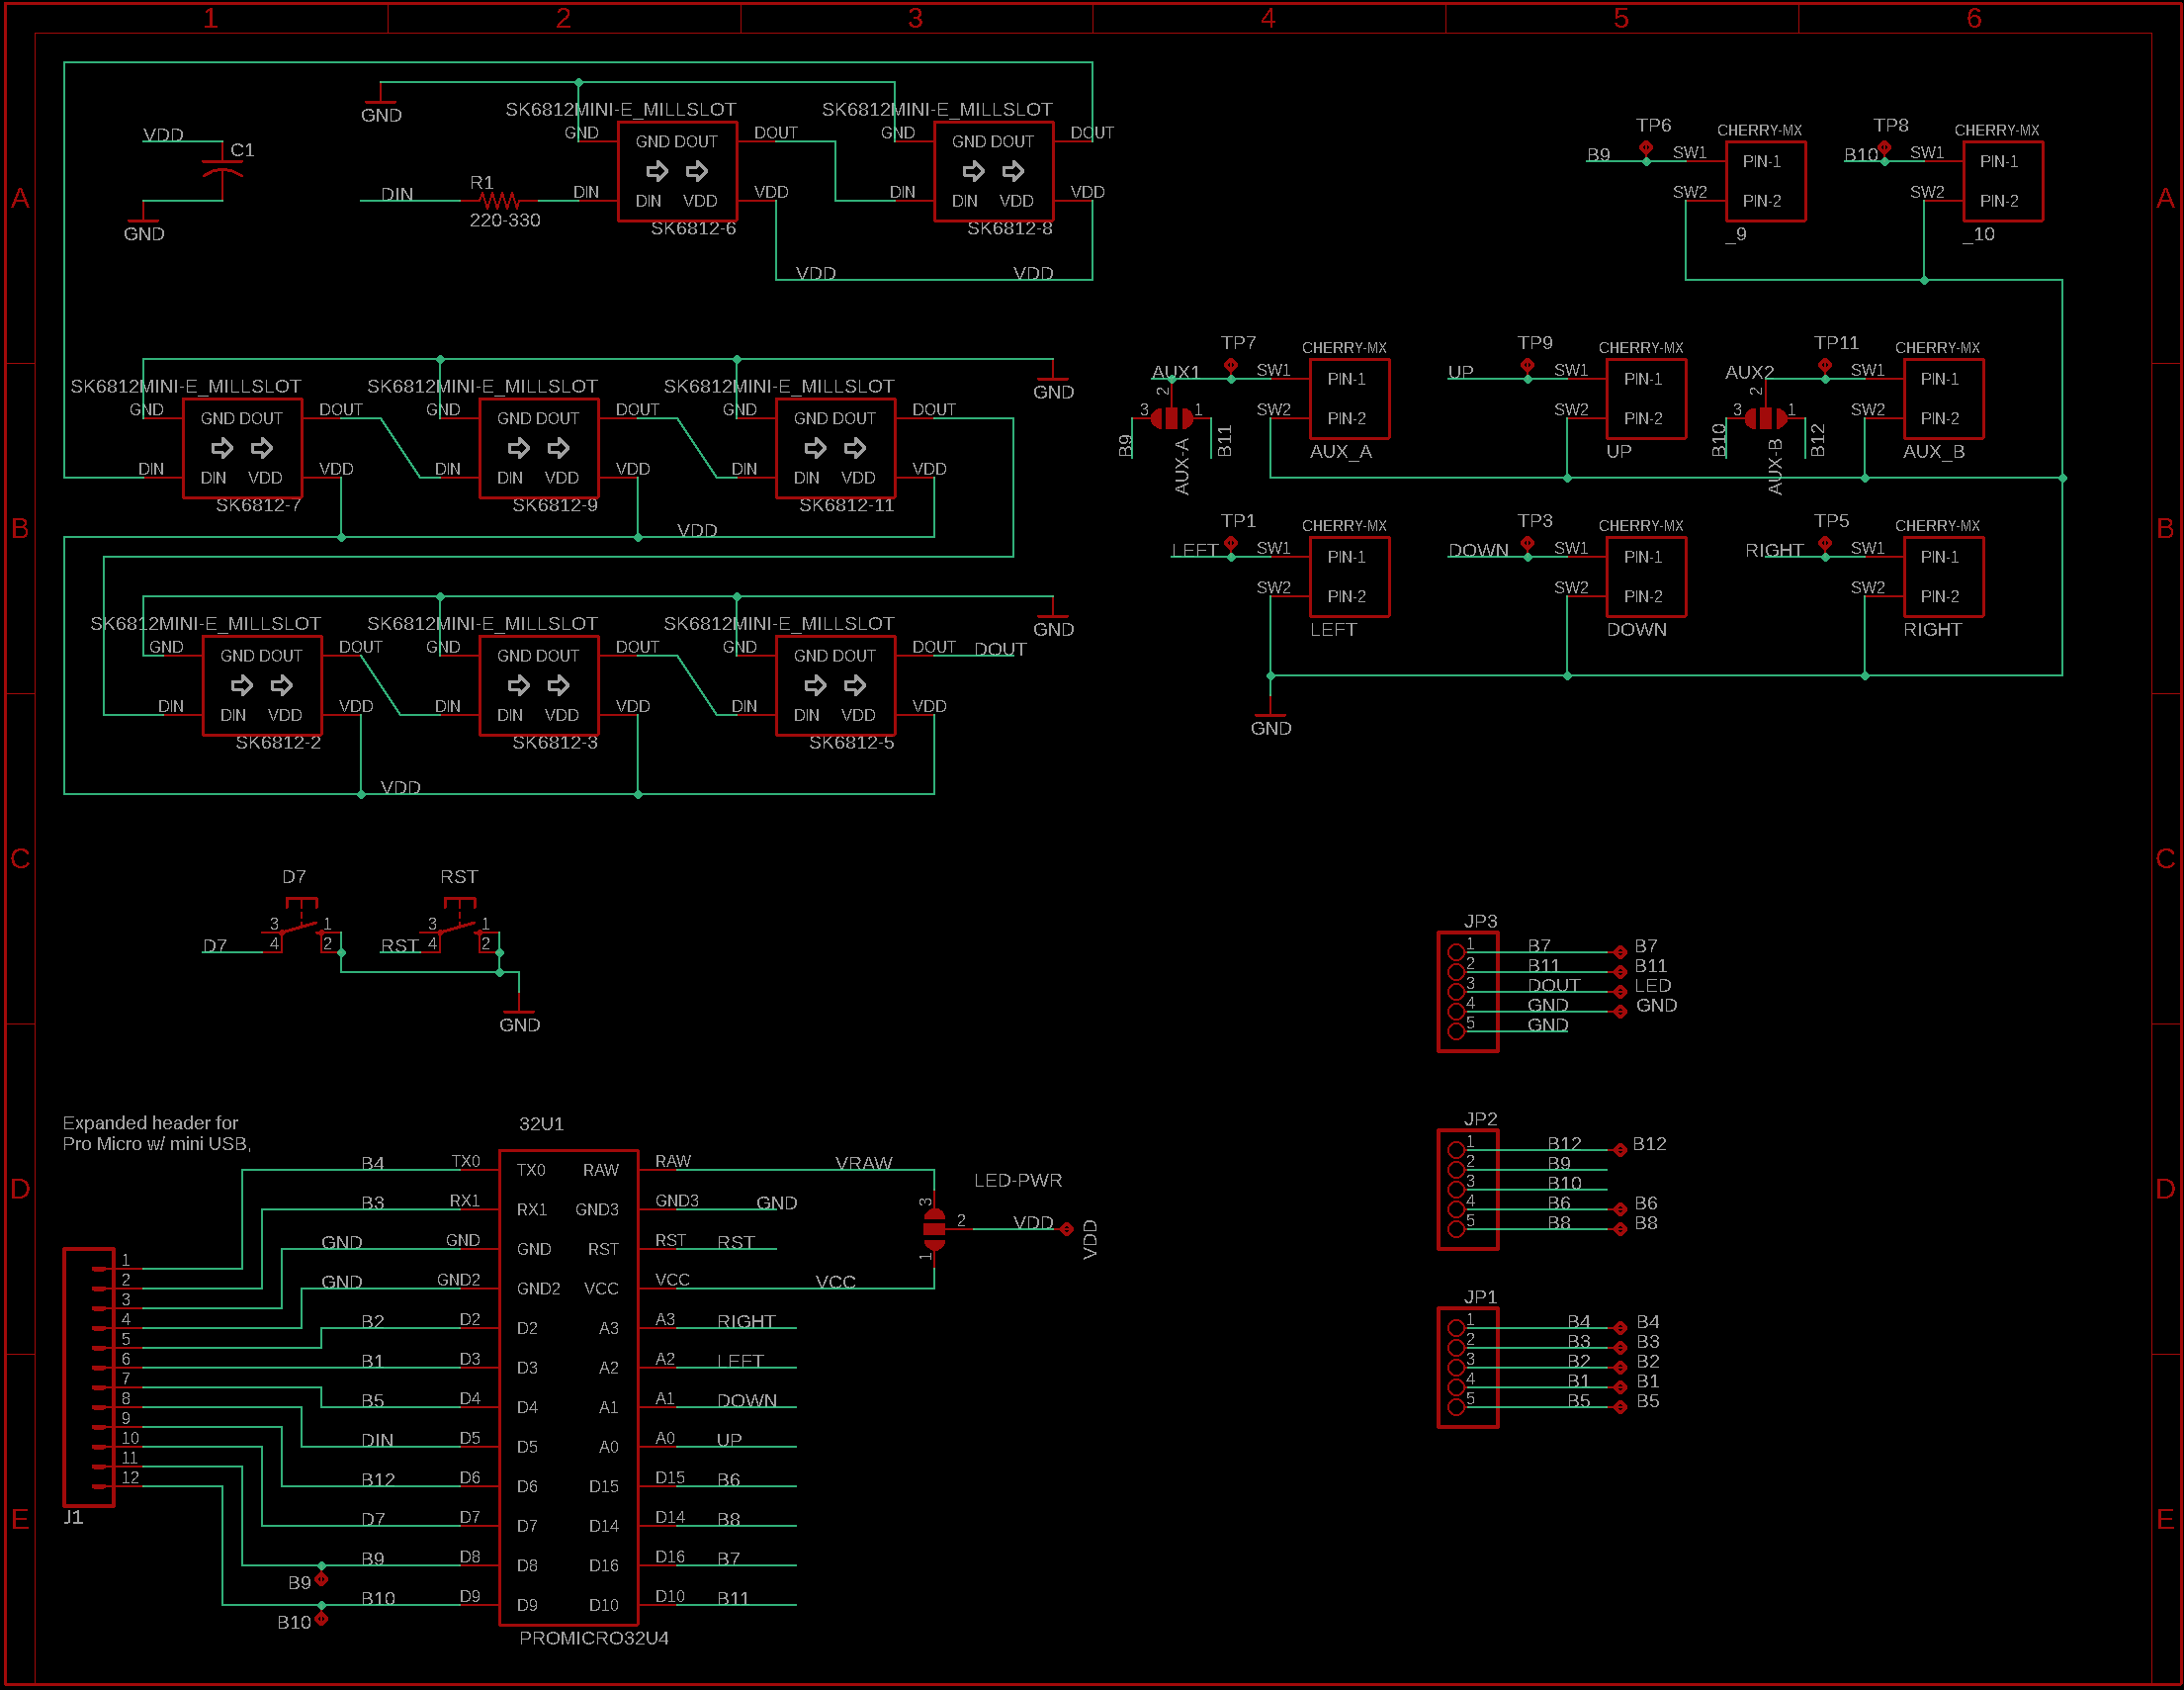 1 2 3 4 5 6
A A
B B
C C
D D
E E
VDD
C1
GND
GND
DIN
R1
220-330
SK6812MINI-E_MILLSLOT
GND DOUT
GND DOUT
DIN VDD
DIN VDD
SK6812-6
SK6812MINI-E_MILLSLOT
GND DOUT
GND DOUT
DIN VDD
DIN VDD
SK6812-8
VDD VDD
SK6812MINI-E_MILLSLOT
GND DOUT
GND DOUT
DIN VDD
DIN VDD
SK6812-7
SK6812MINI-E_MILLSLOT
GND DOUT
GND DOUT
DIN VDD
DIN VDD
SK6812-9
SK6812MINI-E_MILLSLOT
GND DOUT
GND DOUT
DIN VDD
DIN VDD
SK6812-11
GND
VDD
SK6812MINI-E_MILLSLOT
GND DOUT
GND DOUT
DIN VDD
DIN VDD
SK6812-2
SK6812MINI-E_MILLSLOT
GND DOUT
GND DOUT
DIN VDD
DIN VDD
SK6812-3
SK6812MINI-E_MILLSLOT
GND DOUT
GND DOUT
DIN VDD
DIN VDD
SK6812-5
DOUT
GND
VDD
TP6
B9
CHERRY-MX
SW1 PIN-1
SW2 PIN-2
_9
TP8
B10
CHERRY-MX
SW1 PIN-1
SW2 PIN-2
_10
TP7
AUX1
CHERRY-MX
SW1 PIN-1
SW2 PIN-2
AUX_A
3 2 1
B9 AUX-A B11
TP9
UP
CHERRY-MX
SW1 PIN-1
SW2 PIN-2
UP
TP11
AUX2
CHERRY-MX
SW1 PIN-1
SW2 PIN-2
AUX_B
3 2 1
B10 AUX-B B12
TP1
LEFT
CHERRY-MX
SW1 PIN-1
SW2 PIN-2
LEFT
TP3
DOWN
CHERRY-MX
SW1 PIN-1
SW2 PIN-2
DOWN
TP5
RIGHT
CHERRY-MX
SW1 PIN-1
SW2 PIN-2
RIGHT
GND
D7
3 1
D7 4 2
RST
3 1
RST 4 2
GND
JP3
1 B7 B7
2 B11 B11
3 DOUT LED
4 GND GND
5 GND
JP2
1 B12 B12
2 B9
3 B10
4 B6 B6
5 B8 B8
JP1
1 B4 B4
2 B3 B3
3 B2 B2
4 B1 B1
5 B5 B5
Expanded header for
Pro Micro w/ mini USB,
1
2
3
4
5
6
7
8
9
10
11
12
J1
32U1
B4 TX0 TX0 RAW RAW VRAW
B3 RX1 RX1 GND3 GND3 GND
GND GND GND RST RST RST
GND GND2 GND2 VCC VCC VCC
B2 D2 D2 A3 A3 RIGHT
B1 D3 D3 A2 A2 LEFT
B5 D4 D4 A1 A1 DOWN
DIN D5 D5 A0 A0 UP
B12 D6 D6 D15 D15 B6
D7 D7 D7 D14 D14 B8
B9 D8 D8 D16 D16 B7
B9
B10 D9 D9 D10 D10 B11
B10
PROMICRO32U4
LED-PWR
3
2 VDD VDD
1